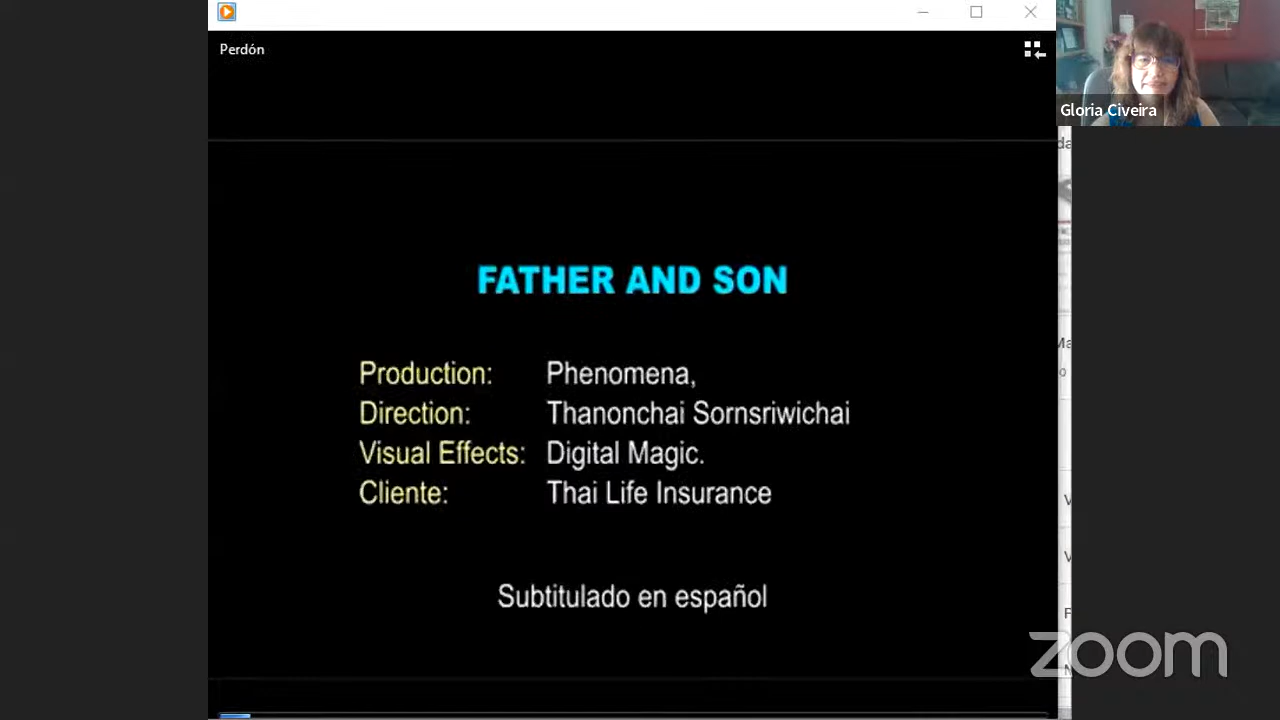 Perdón
Gloria Civeira
FATHER AND SON
Production: Phenomena,
Direction: Thanonchai Sornsriwichai
Visual Effects: Digital Magic.
Cliente: Thai Life Insurance
Subtitulado en español
zoom